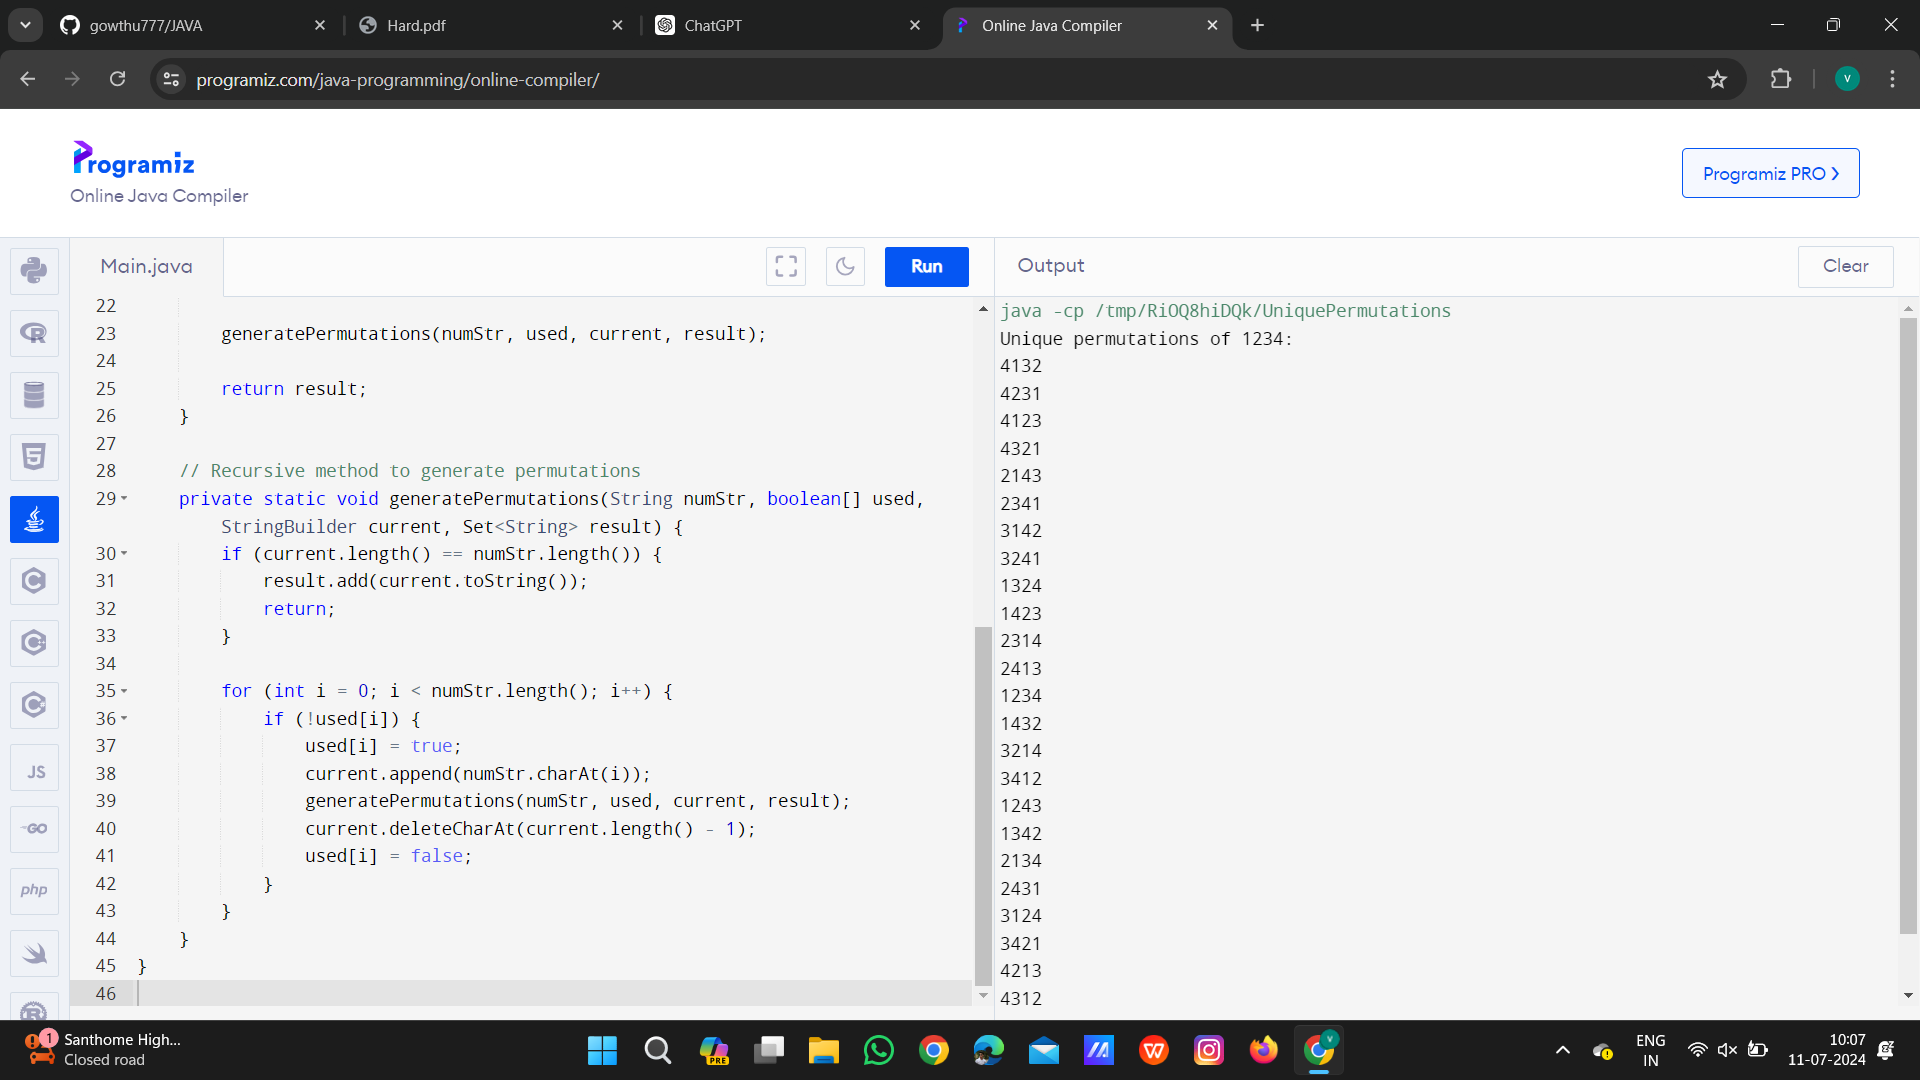 gowthu777/JAVA
Hard.pdf
ChatGPT
Online Java Compiler
programiz.com/java-programming/online-compiler/
V
Programiz
Online Java Compiler
Programiz PRO ❯
Main.java
Run
Output
Clear
22
23 generatePermutations(numStr, used, current, result);
24
25 return result;
26 }
27
28 // Recursive method to generate permutations
29 private static void generatePermutations(String numStr, boolean[] used,
StringBuilder current, Set<String> result) {
30 if (current.length() == numStr.length()) {
31 result.add(current.toString());
32 return;
33 }
34
35 for (int i = 0; i < numStr.length(); i++) {
36 if (!used[i]) {
37 used[i] = true;
38 current.append(numStr.charAt(i));
39 generatePermutations(numStr, used, current, result);
40 current.deleteCharAt(current.length() - 1);
41 used[i] = false;
42 }
43 }
44 }
45 }
46
JS
GO
php
java -cp /tmp/RiOQ8hiDQk/UniquePermutations
Unique permutations of 1234:
4132
4231
4123
4321
2143
2341
3142
3241
1324
1423
2314
2413
1234
1432
3214
3412
1243
1342
2134
2431
3124
3421
4213
4312
1
Santhome High...
Closed road
PRE
ENG
IN
10:07
11-07-2024